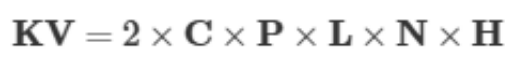 KV = 2 × C × P × L × N × H